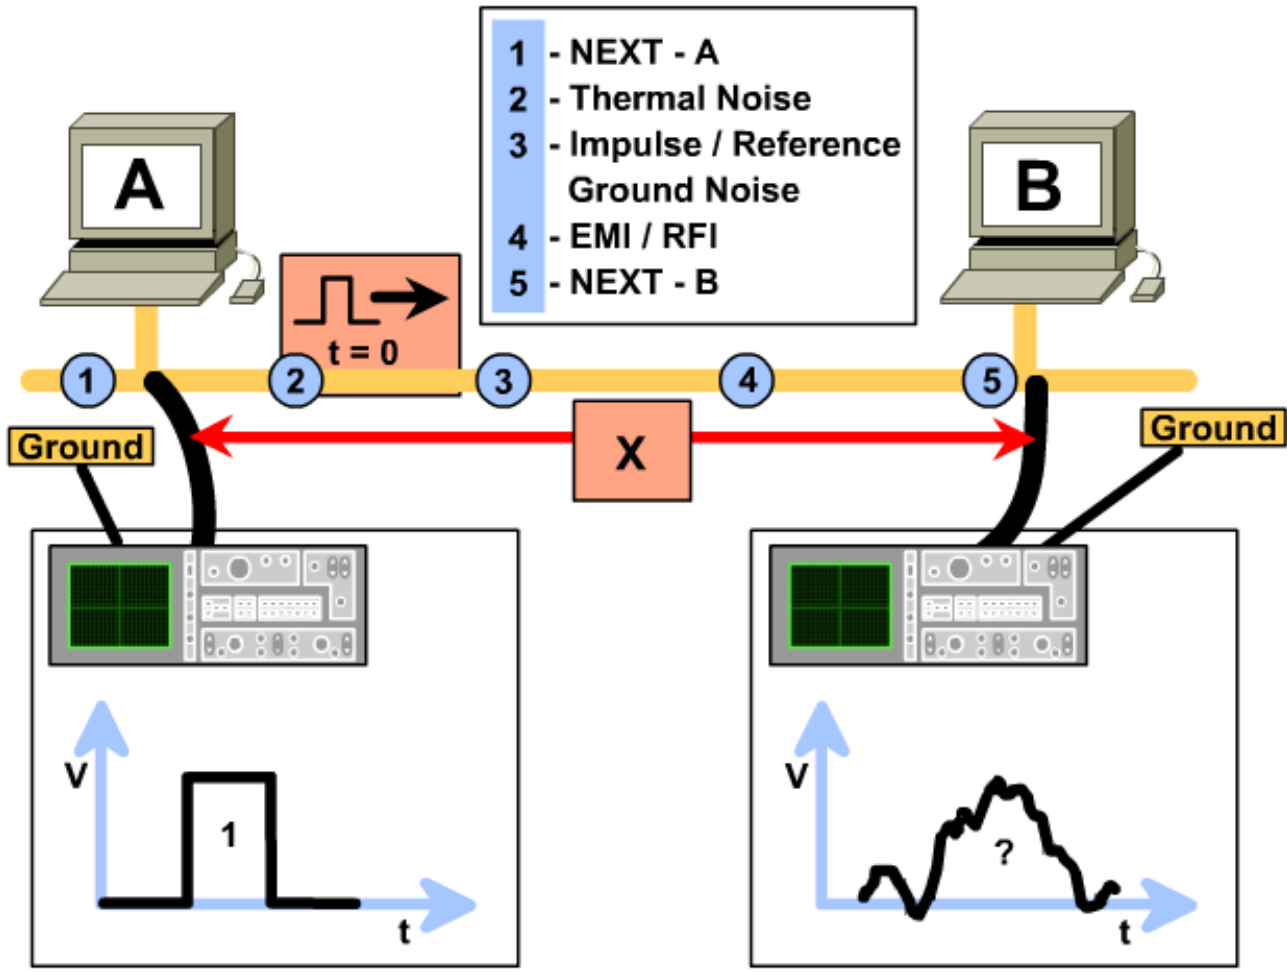 1 - NEXT - A
2 - Thermal Noise
3 - Impulse / Reference
Ground Noise
4 - EMI / RFI
5 - NEXT - B
A
B
t = 0
1
2
3
4
5
Ground
X
Ground
V
1
t
V
?
t